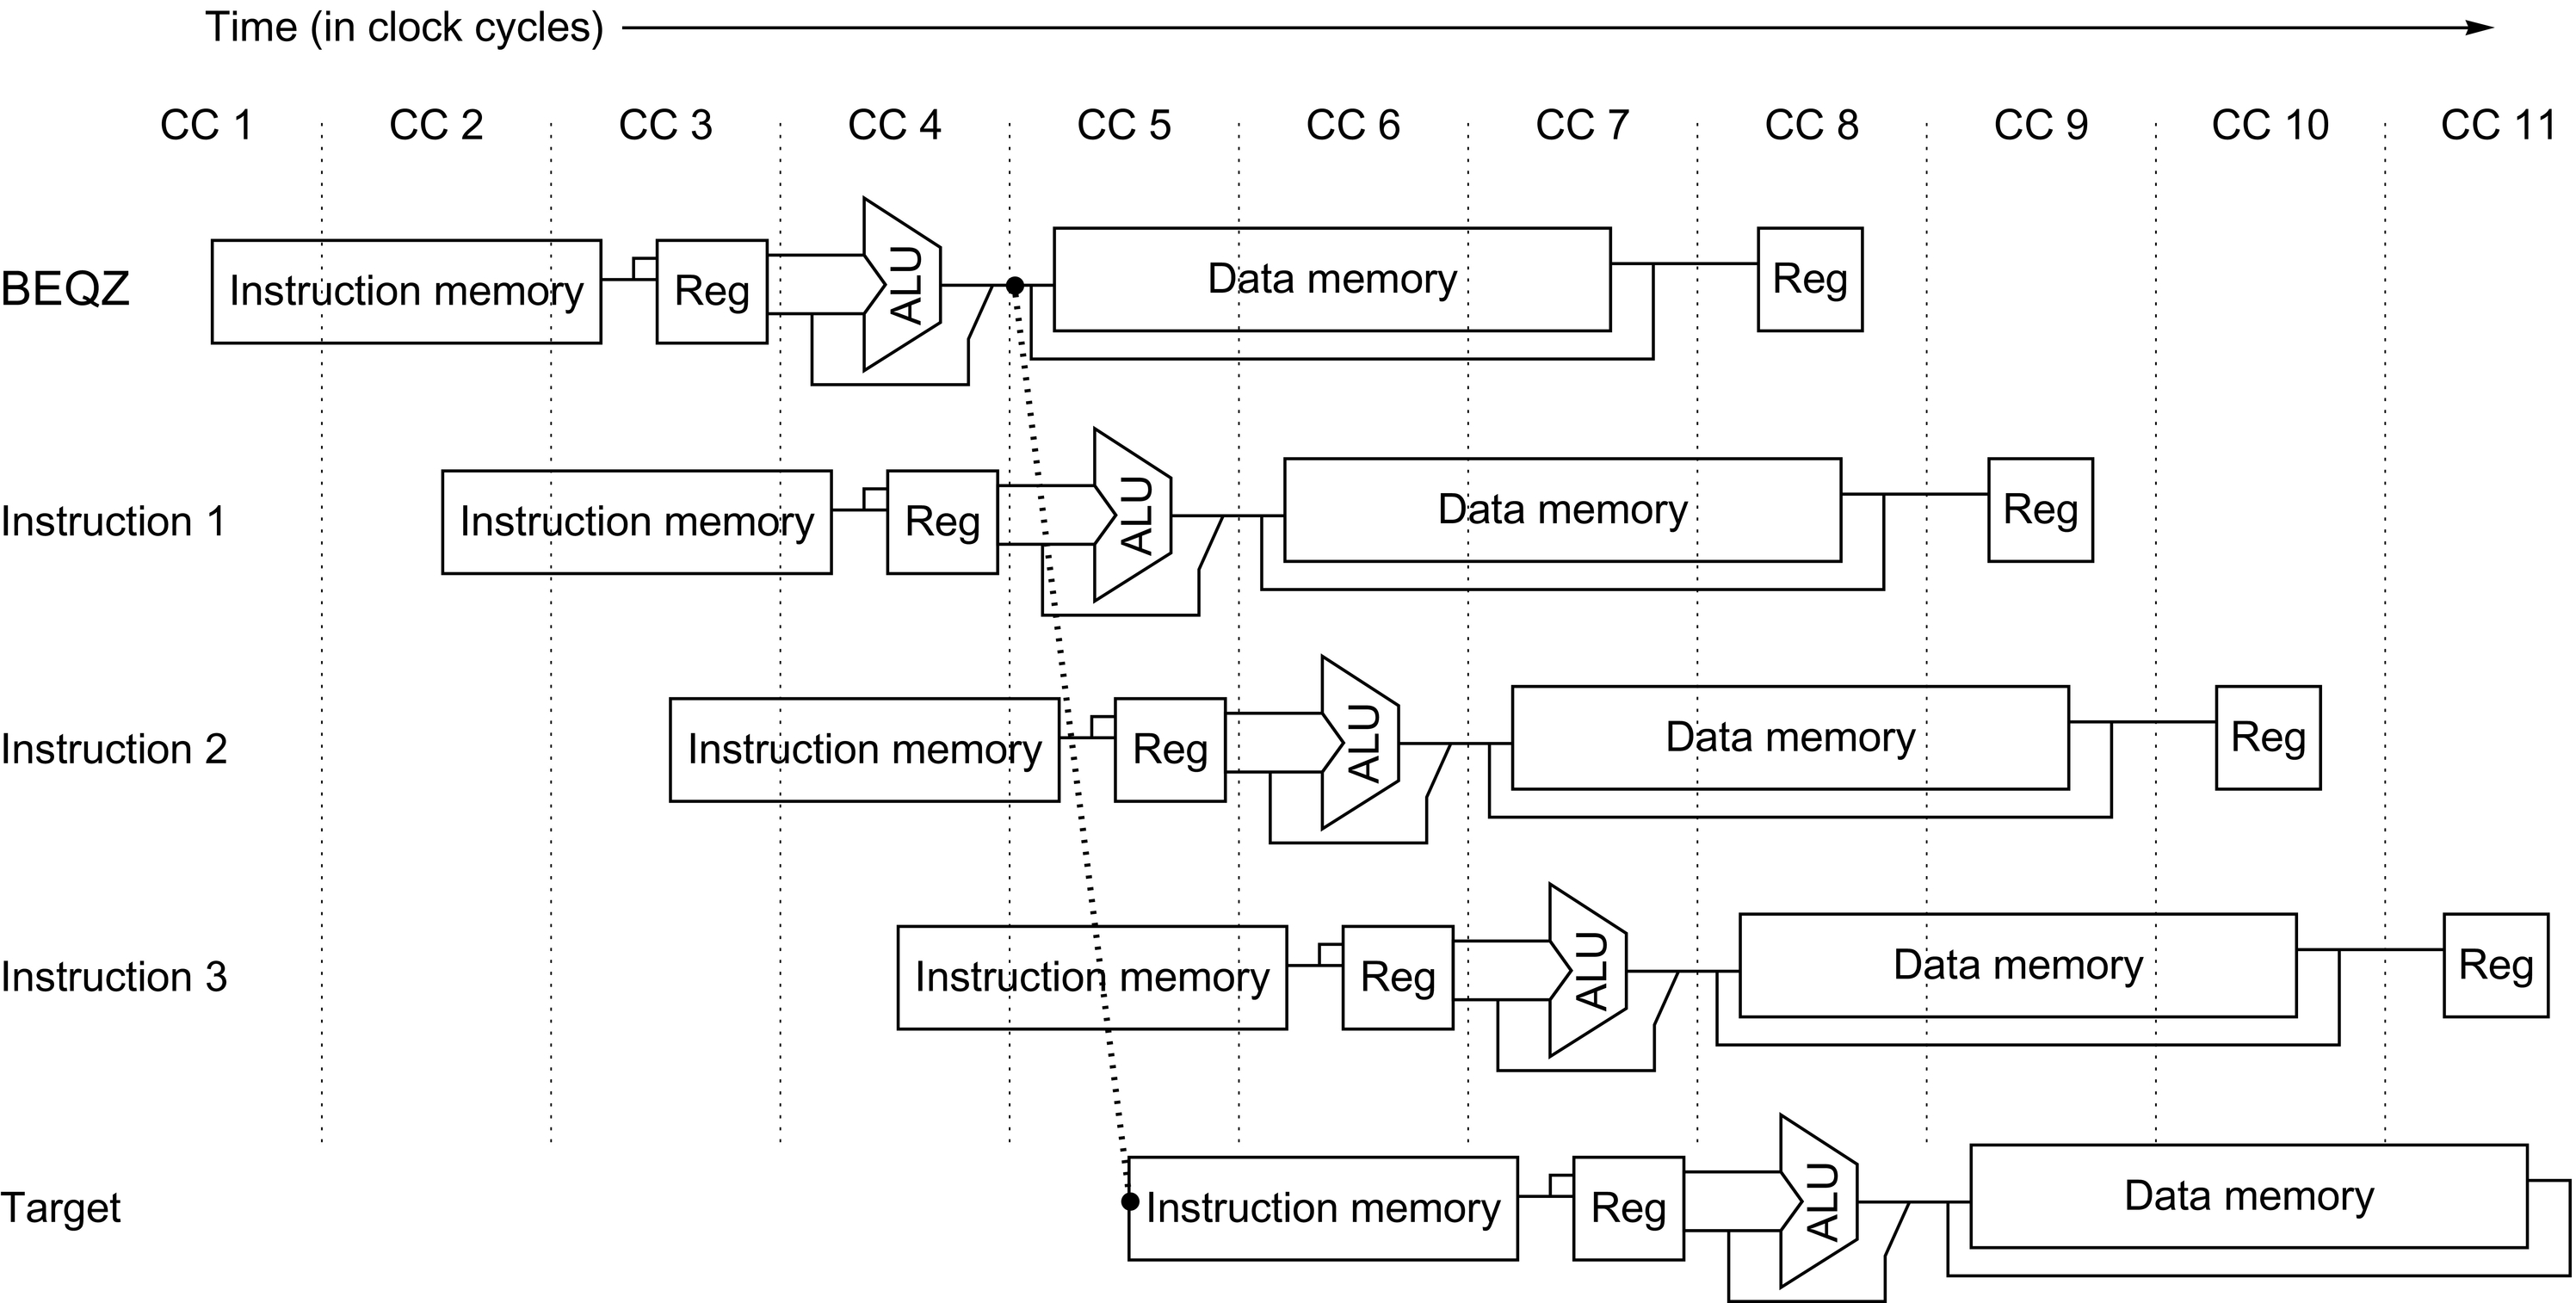 Time (in clock cycles)
CC 1 CC 2 CC 3 CC 4 CC 5 CC 6 CC 7 CC 8 CC 9 CC 10 CC 11
BEQZ Instruction memory Reg ALU Data memory Reg
Instruction 1 Instruction memory Reg ALU Data memory Reg
Instruction 2 Instruction memory Reg ALU Data memory Reg
Instruction 3 Instruction memory Reg ALU Data memory Reg
Target Instruction memory Reg ALU Data memory